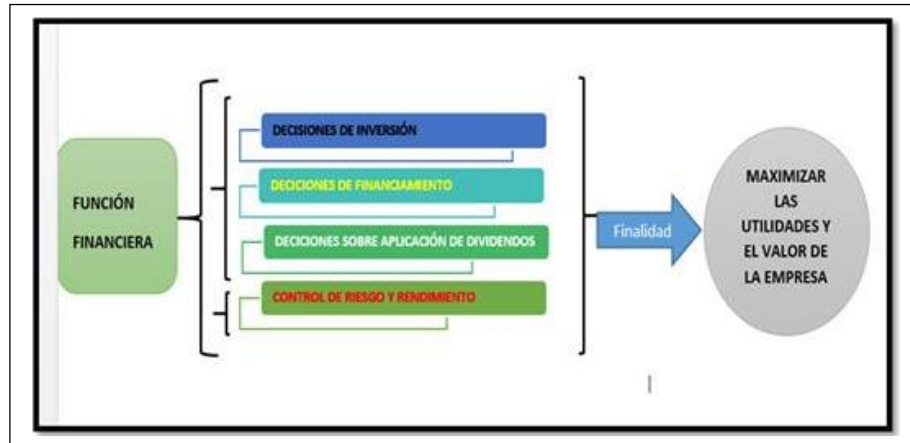 FUNCIÓN
FINANCIERA
DECISIONES DE INVERSIÓN
DECICIONES DE FINANCIAMIENTO
DECICIONES SOBRE APLICACIÓN DE DIVIDENDOS
CONTROL DE RIESGO Y RENDIMIENTO
Finalidad
MAXIMIZAR
LAS
UTILIDADES Y
EL VALOR DE
LA EMPRESA